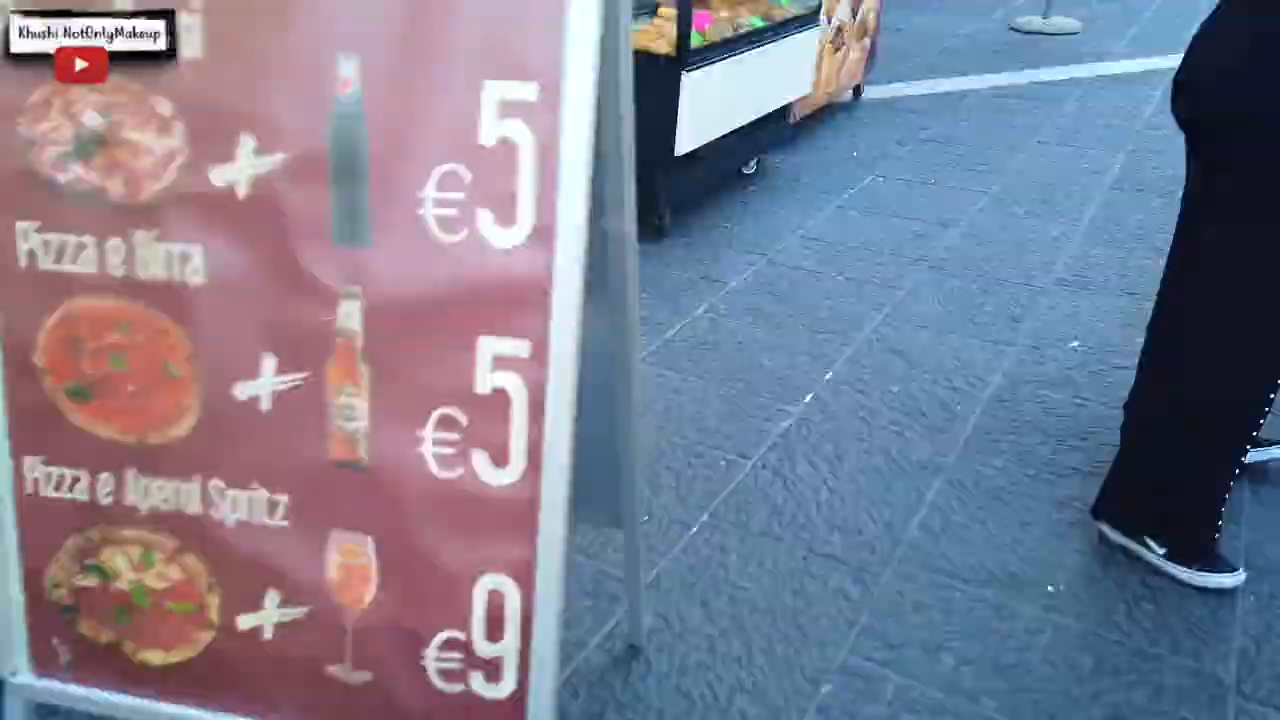 Khushi NotOnlyMakeup
+ €5
Pizza e Birra
+ €5
Pizza e Aperol Spritz
+ €9